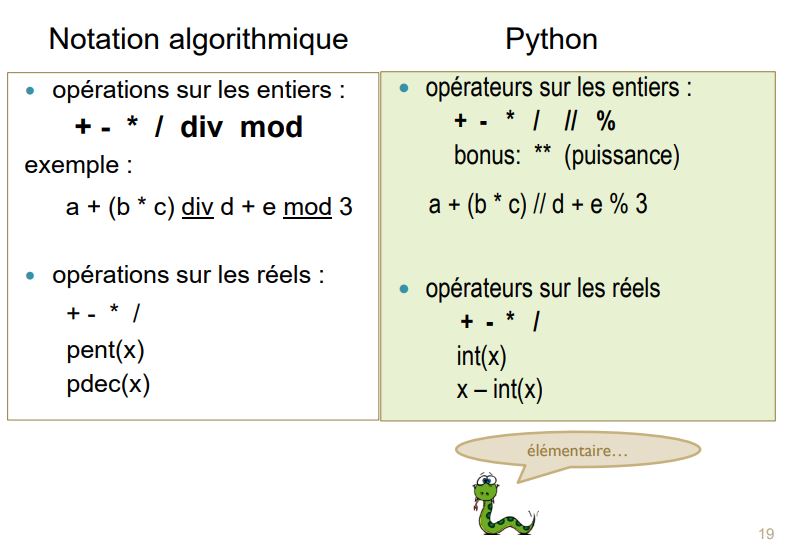 Notation algorithmique
• opérations sur les entiers :
+ - * / div mod
exemple :
a + (b * c) div d + e mod 3
• opérations sur les réels :
+ - * /
pent(x)
pdec(x)
Python
• opérateurs sur les entiers :
+ - * / // %
bonus: ** (puissance)
a + (b * c) // d + e % 3
• opérateurs sur les réels
+ - * /
int(x)
x – int(x)
élémentaire…
19